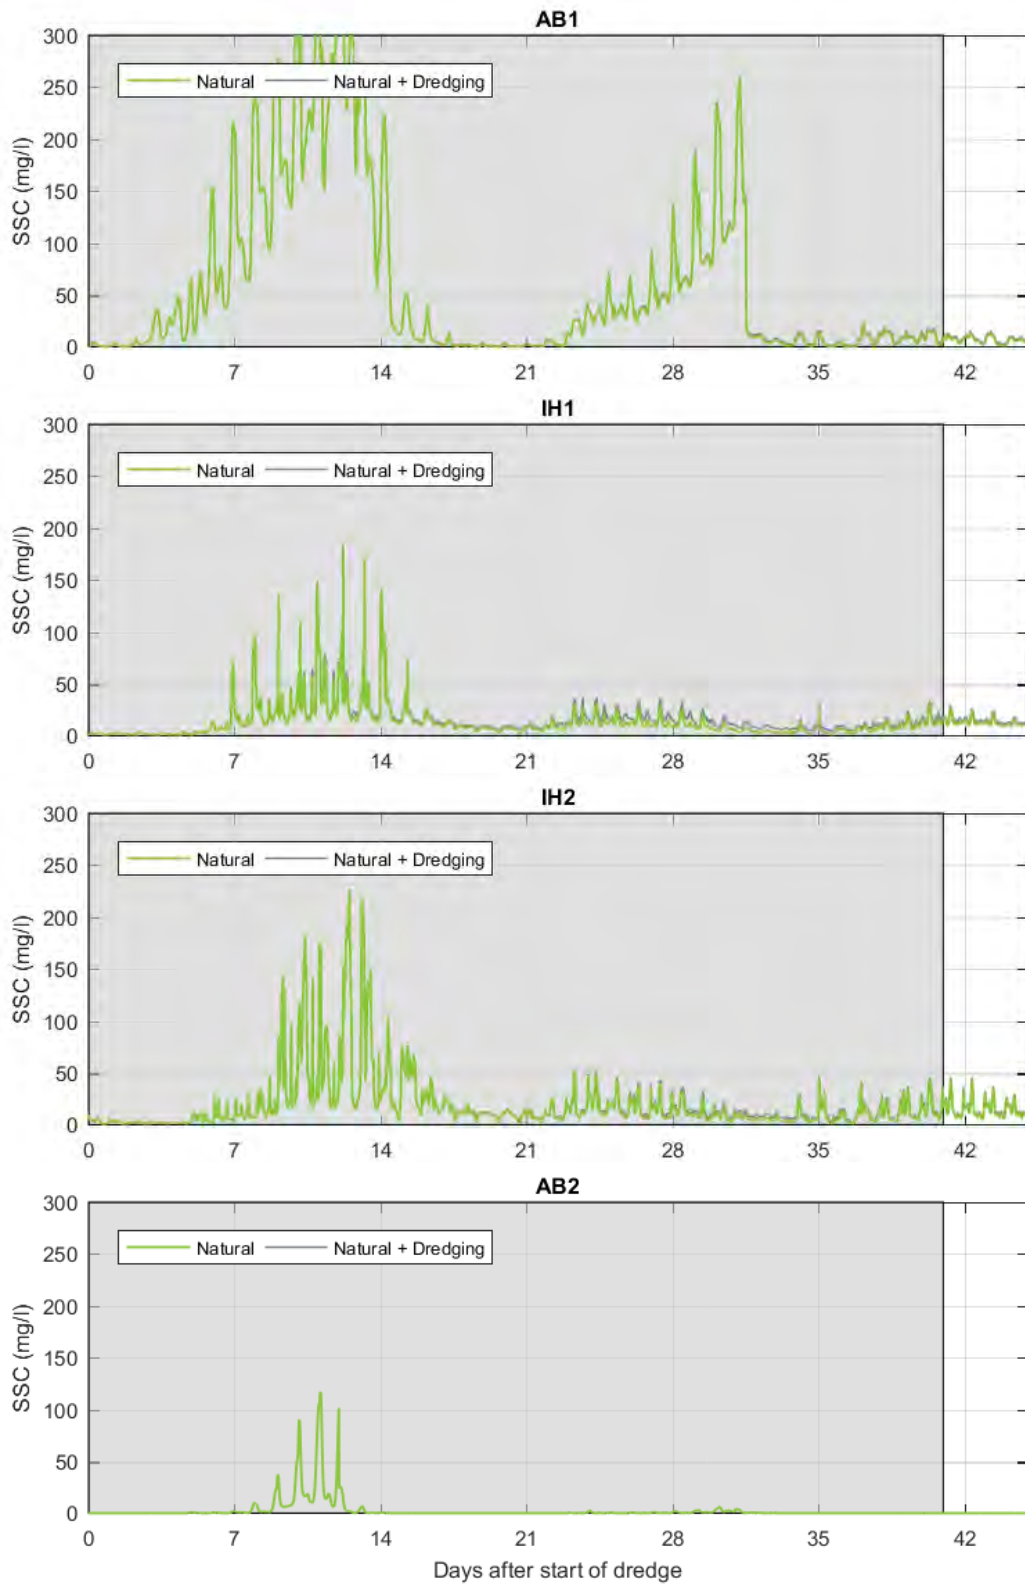 AB1
300
250
200
150
100
50
0
SSC (mg/l)
Natural Natural + Dredging
0 7 14 21 28 35 42
IH1
300
250
200
150
100
50
0
SSC (mg/l)
Natural Natural + Dredging
0 7 14 21 28 35 42
IH2
300
250
200
150
100
50
0
SSC (mg/l)
Natural Natural + Dredging
0 7 14 21 28 35 42
AB2
300
250
200
150
100
50
0
SSC (mg/l)
Natural Natural + Dredging
0 7 14 21 28 35 42
Days after start of dredge